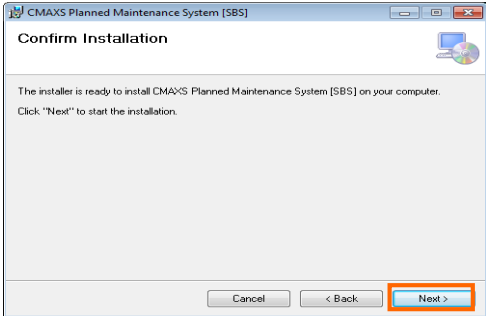 CMAXS Planned Maintenance System [SBS]
Confirm Installation
The installer is ready to install CMAXS Planned Maintenance System [SBS] on your computer.
Click "Next" to start the installation.
Cancel < Back Next >